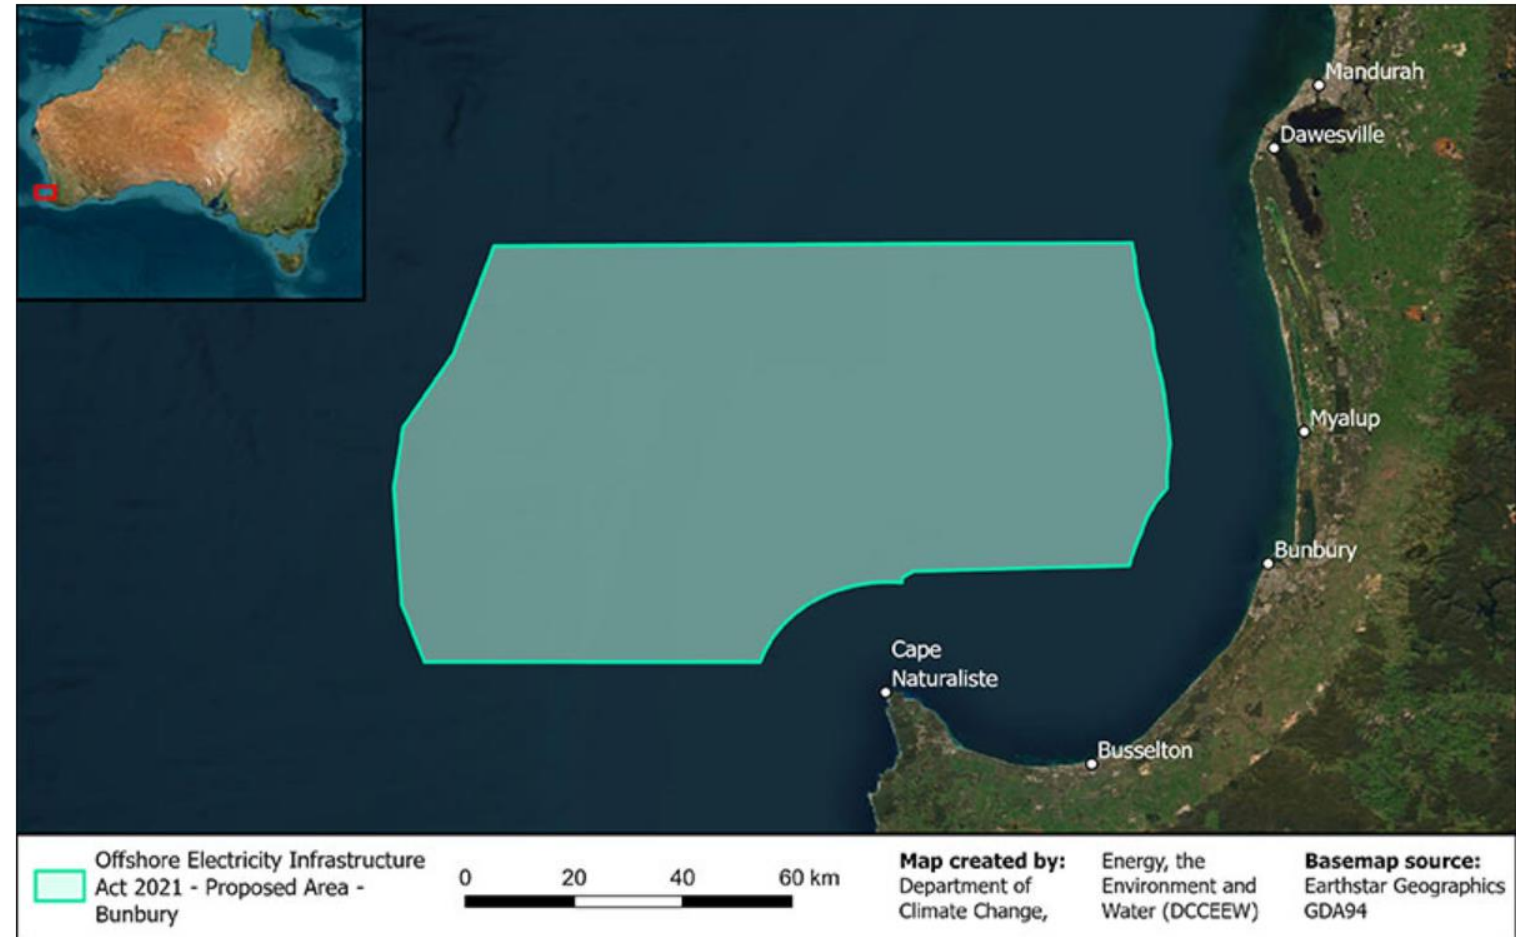 Mandurah
Dawesville
Myalup
Bunbury
Cape
Naturaliste
Busselton
Offshore Electricity Infrastructure
Act 2021 - Proposed Area -
Bunbury
0 20 40 60 km
Map created by:
Department of
Climate Change,
Energy, the
Environment and
Water (DCCEEW)
Basemap source:
Earthstar Geographics
GDA94